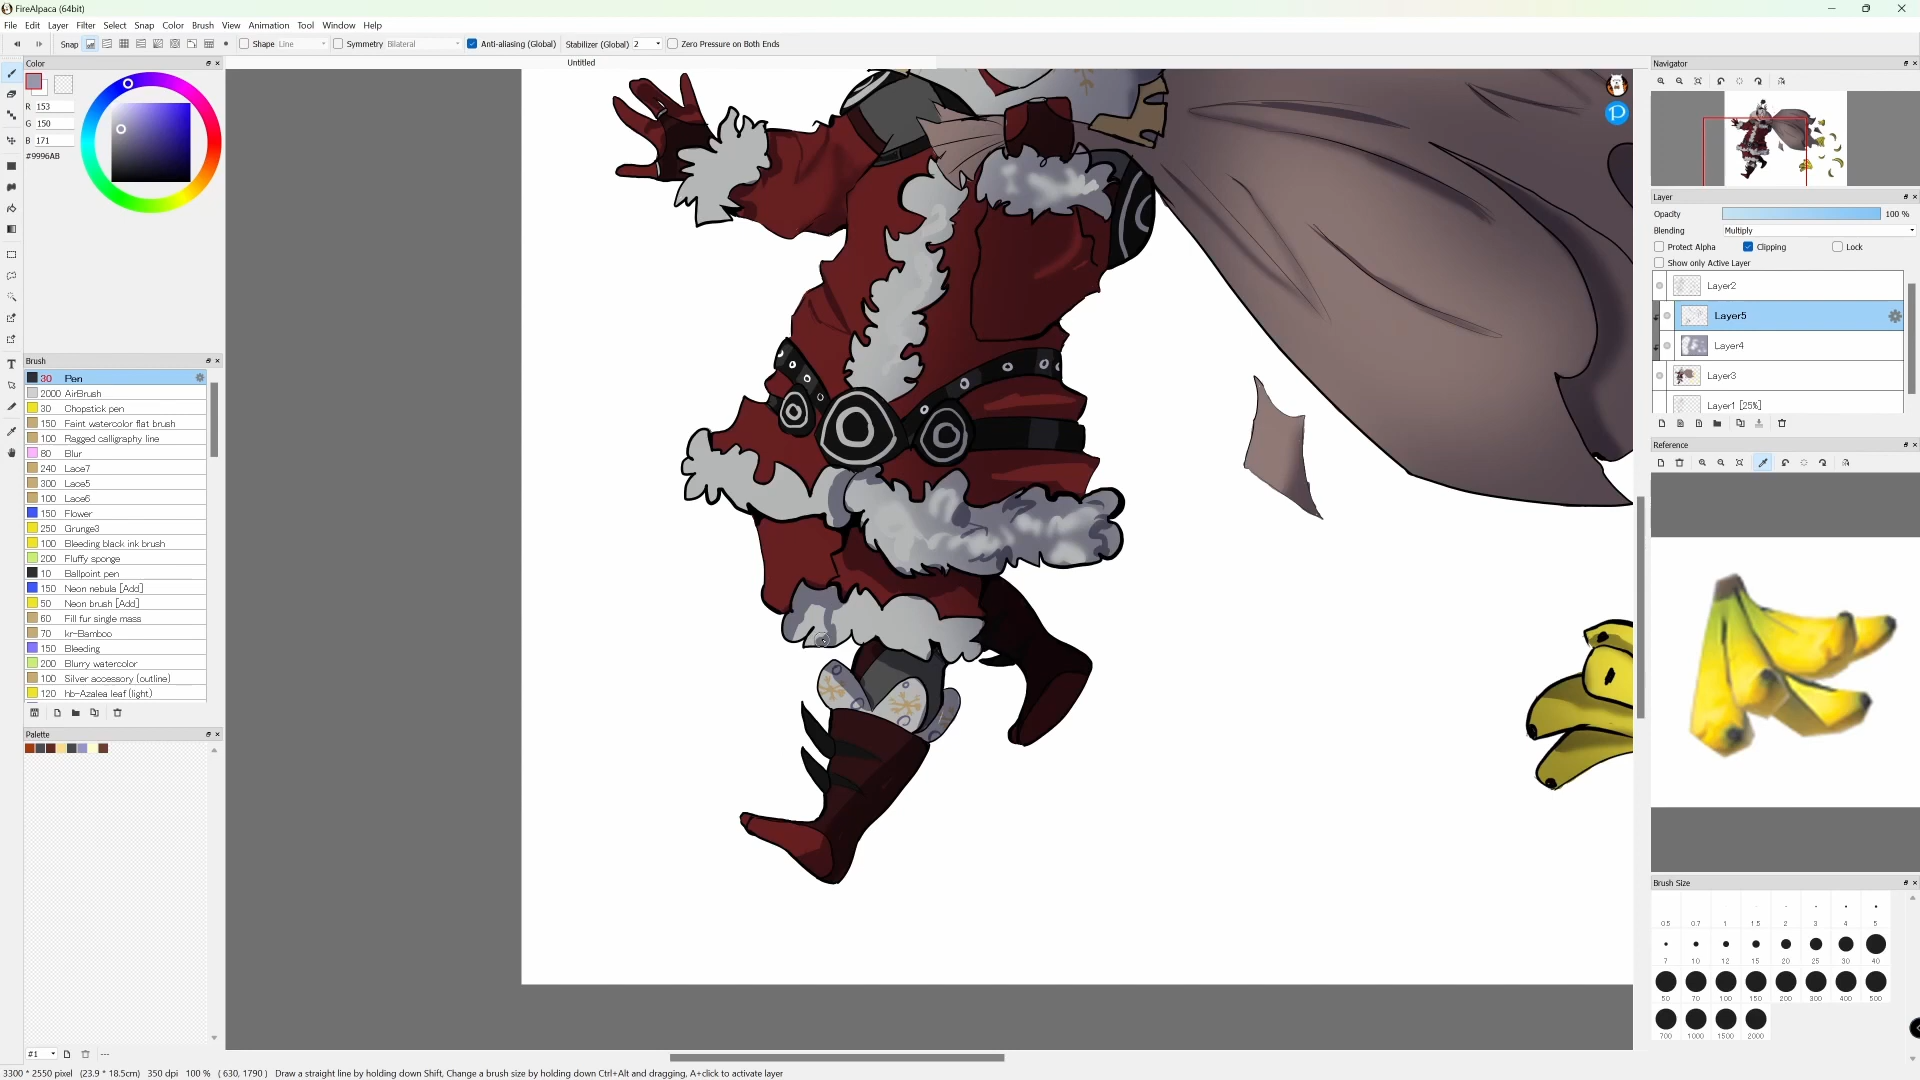 FireAlpaca (64bit)
File Edit Layer Filter Select Snap Color Brush View Animation Tool Window Help
Snap Shape Line Symmetry Bilateral Anti-aliasing (Global) Stabilizer (Global) 2 Zero Pressure on Both Ends
Untitled
Color
R 153
G 150
B 171
#9996AB
Brush
30 Pen
2000 AirBrush
30 Chopstick pen
150 Faint watercolor flat brush
100 Ragged calligraphy line
80 Blur
240 Lace7
300 Lace5
100 Lace6
150 Flower
250 Grunge3
100 Bleeding black ink brush
200 Fluffy sponge
10 Ballpoint pen
150 Neon nebula [Add]
50 Neon brush [Add]
60 Fill fur single mass
70 kr-Bamboo
150 Bleeding
200 Blurry watercolor
100 Silver accessory (outline)
120 hb-Azalea leaf (light)
Palette
#1 ---
3300 * 2550 pixel (23.9 * 18.5cm) 350 dpi 100 % ( 630, 1790 ) Draw a straight line by holding down Shift, Change a brush size by holding down Ctrl+Alt and dragging, A+click to activate layer
Navigator
Layer
Opacity 100 %
Blending Multiply
Protect Alpha Clipping Lock
Show only Active Layer
Layer2
Layer5
Layer4
Layer3
Layer1 [25%]
Reference
Brush Size
0.5 0.7 1 1.5 2 3 4 5
7 10 12 15 20 25 30 40
50 70 100 150 200 300 400 500
700 1000 1500 2000